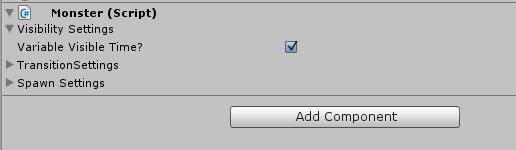 Monster (Script)
Visibility Settings
Variable Visible Time?
TransitionSettings
Spawn Settings
Add Component